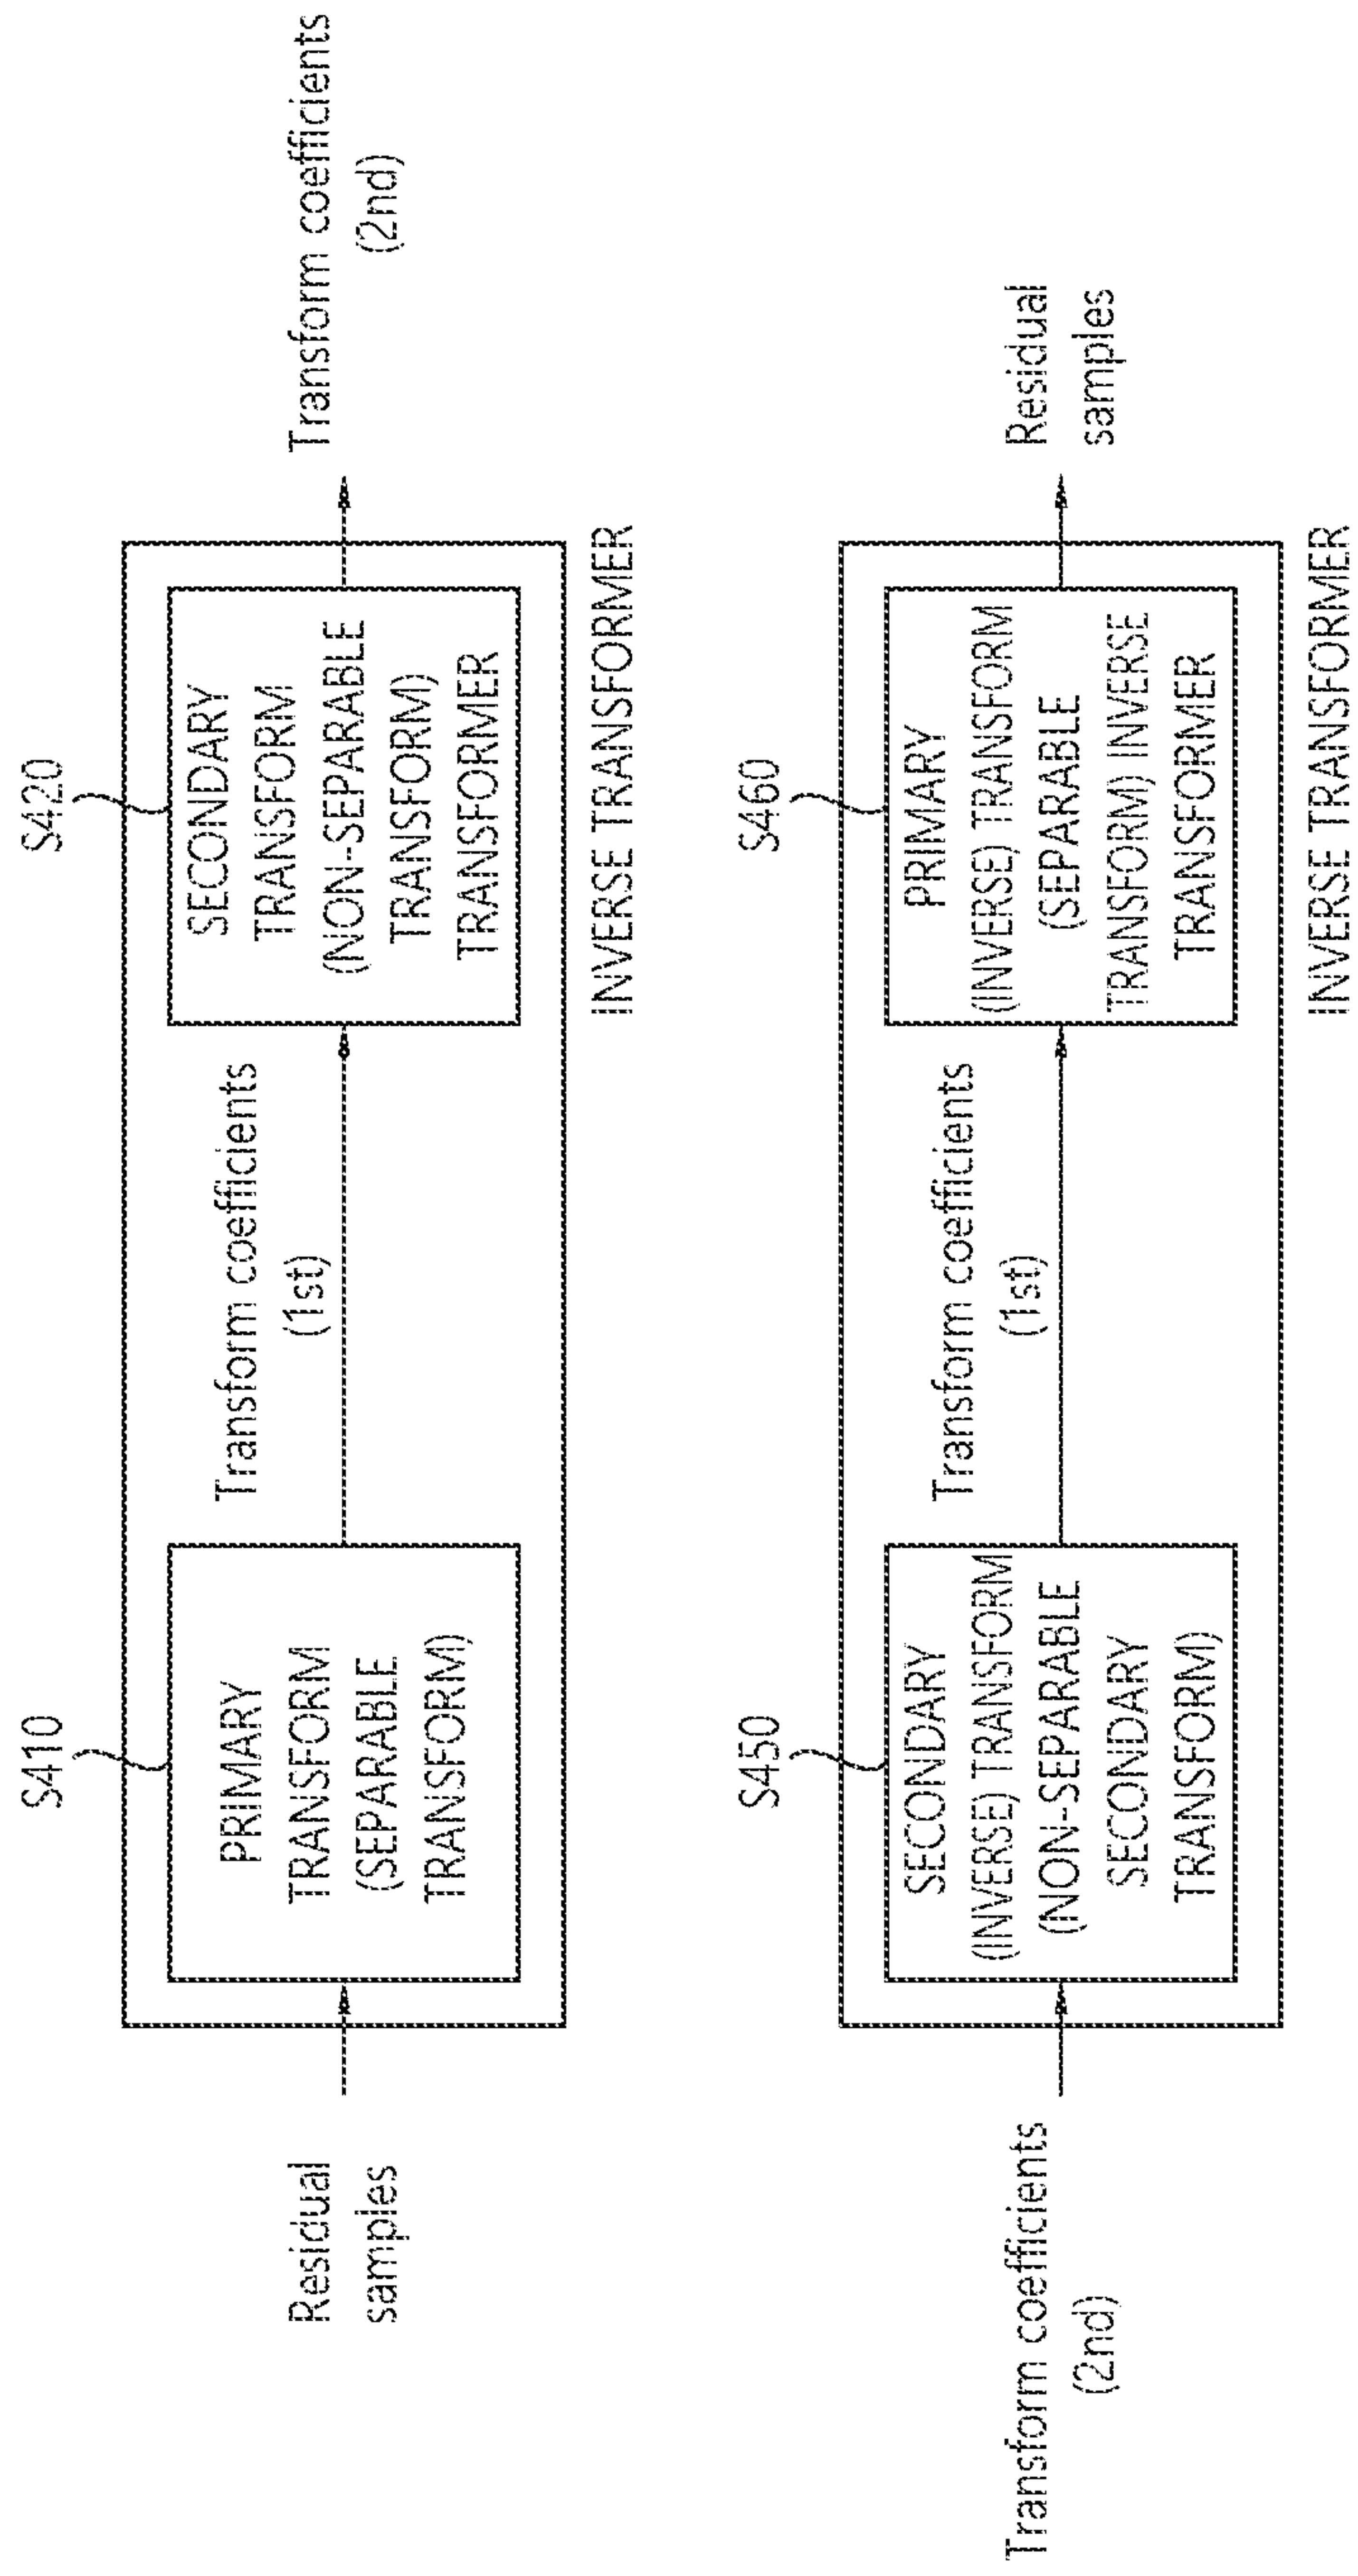 S410
S420
Residual
samples
PRIMARY
TRANSFORM
(SEPARABLE
TRANSFORM)
Transform coefficients
(1st)
SECONDARY
TRANSFORM
(NON-SEPARABLE
TRANSFORM)
TRANSFORMER
Transform coefficients
(2nd)
INVERSE TRANSFORMER
S450
S460
Transform coefficients
(2nd)
SECONDARY
(INVERSE) TRANSFORM
(NON-SEPARABLE
SECONDARY
TRANSFORM)
Transform coefficients
(1st)
PRIMARY
(INVERSE) TRANSFORM
(SEPARABLE
TRANSFORM) INVERSE
TRANSFORMER
Residual
samples
INVERSE TRANSFORMER